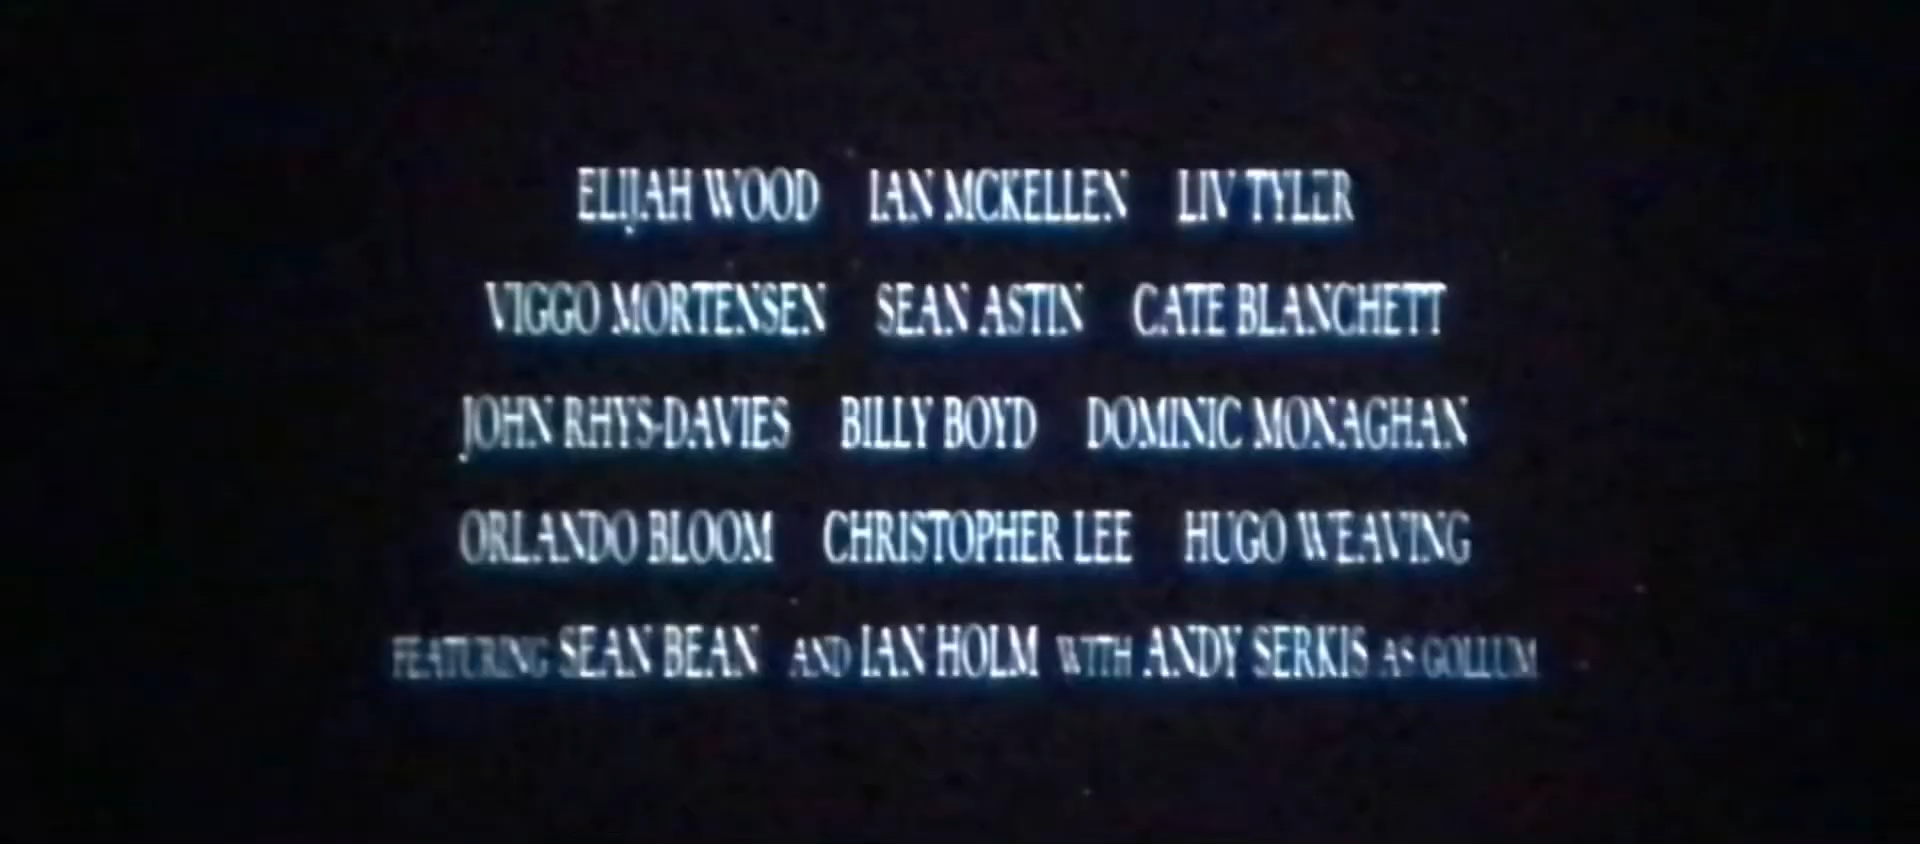 ELIJAH WOOD IAN MCKELLEN LIV TYLER
VIGGO MORTENSEN SEAN ASTIN CATE BLANCHETT
JOHN RHYS-DAVIES BILLY BOYD DOMINIC MONAGHAN
ORLANDO BLOOM CHRISTOPHER LEE HUGO WEAVING
FEATURING SEAN BEAN AND IAN HOLM WITH ANDY SERKIS AS GOLLUM